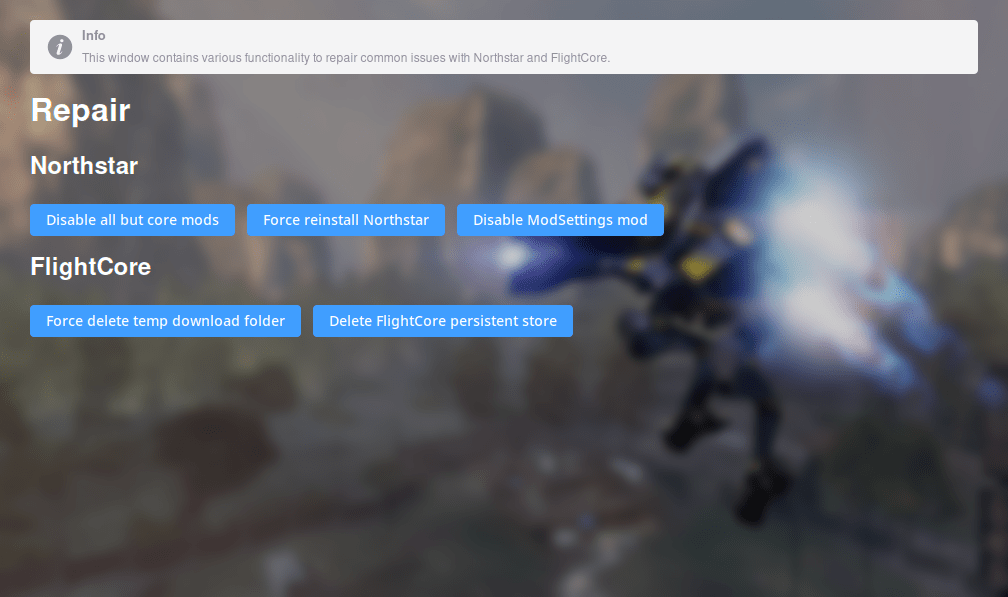 Info
This window contains various functionality to repair common issues with Northstar and FlightCore.
Repair
Northstar
Disable all but core mods Force reinstall Northstar Disable ModSettings mod
FlightCore
Force delete temp download folder Delete FlightCore persistent store